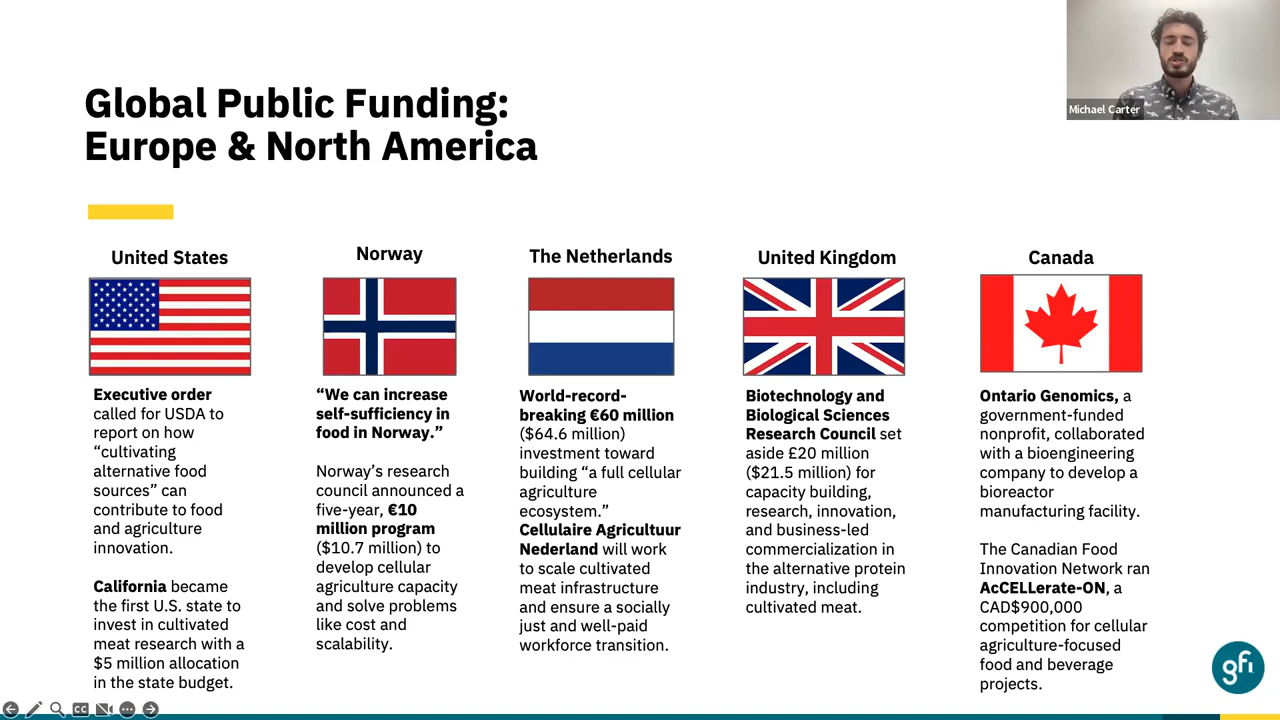 Michael Carter
Global Public Funding:
Europe & North America
United States
Executive order
called for USDA to
report on how
“cultivating
alternative food
sources” can
contribute to food
and agriculture
innovation.
California became
the first U.S. state to
invest in cultivated
meat research with a
$5 million allocation
in the state budget.
Norway
“We can increase
self-sufficiency in
food in Norway.”
Norway’s research
council announced a
five-year, €10
million program
($10.7 million) to
develop cellular
agriculture capacity
and solve problems
like cost and
scalability.
The Netherlands
World-record-
breaking €60 million
($64.6 million)
investment toward
building “a full cellular
agriculture
ecosystem.”
Cellulaire Agricultuur
Nederland will work
to scale cultivated
meat infrastructure
and ensure a socially
just and well-paid
workforce transition.
United Kingdom
Biotechnology and
Biological Sciences
Research Council set
aside £20 million
($21.5 million) for
capacity building,
research, innovation,
and business-led
commercialization in
the alternative protein
industry, including
cultivated meat.
Canada
Ontario Genomics, a
government-funded
nonprofit, collaborated
with a bioengineering
company to develop a
bioreactor
manufacturing facility.
The Canadian Food
Innovation Network ran
AcCELLerate-ON, a
CAD$900,000
competition for cellular
agriculture-focused
food and beverage
projects.
gfi
CC